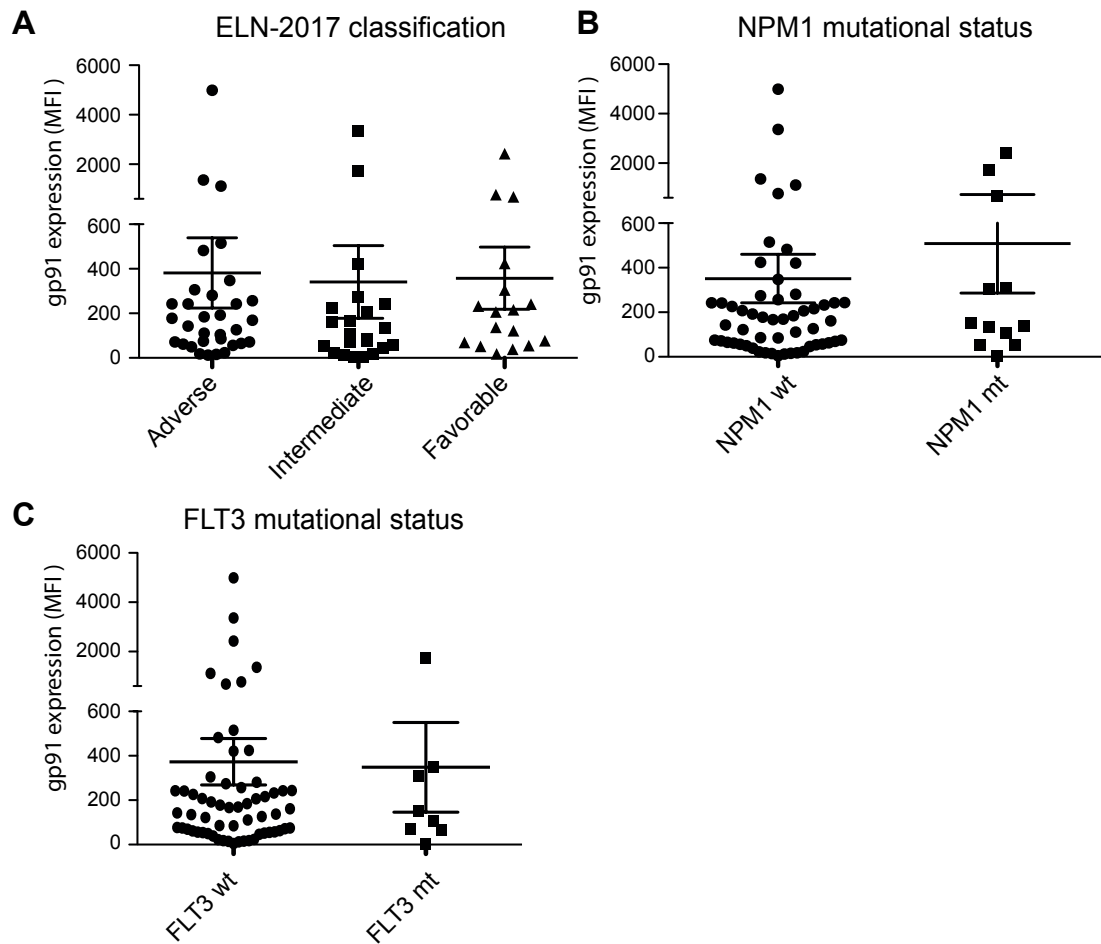 A
ELN-2017 classification
gp91 expression (MFI)
6000
4000
2000
600
400
200
0
Adverse
Intermediate
Favorable
B
NPM1 mutational status
gp91 expression (MFI )
6000
4000
2000
600
400
200
0
NPM1 wt
NPM1 mt
C
FLT3 mutational status
gp91 expression (MFI)
6000
4000
2000
600
400
200
0
FLT3 wt
FLT3 mt